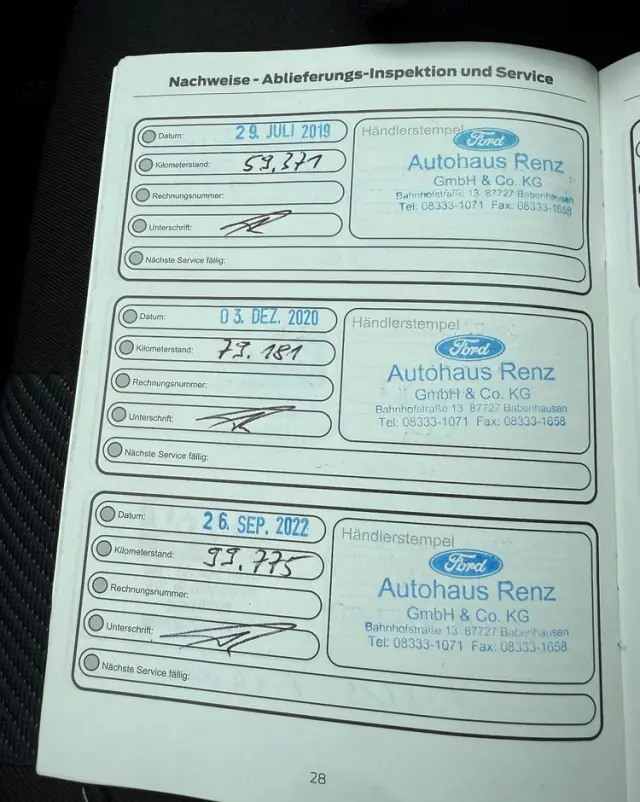 Nachweise - Ablieferungs-Inspektion und Service
Datum: 29. JULI 2019
Kilometerstand: 59,371
Rechnungsnummer:
Unterschrift:
Nächste Service fällig:
Händlerstempel
Ford
Autohaus Renz
GmbH & Co. KG
Bahnhofstraße 13 87727 Babenhausen
Tel: 08333-1071 Fax: 08333-1658
Datum: 03. DEZ. 2020
Kilometerstand: 79.181
Rechnungsnummer:
Unterschrift:
Nächste Service fällig:
Händlerstempel
Ford
Autohaus Renz
GmbH & Co. KG
Bahnhofstraße 13 87727 Babenhausen
Tel: 08333-1071 Fax: 08333-1658
Datum: 26. SEP. 2022
Kilometerstand: 99.775
Rechnungsnummer:
Unterschrift:
Nächste Service fällig:
Händlerstempel
Ford
Autohaus Renz
GmbH & Co. KG
Bahnhofstraße 13 87727 Babenhausen
Tel: 08333-1071 Fax: 08333-1658
28